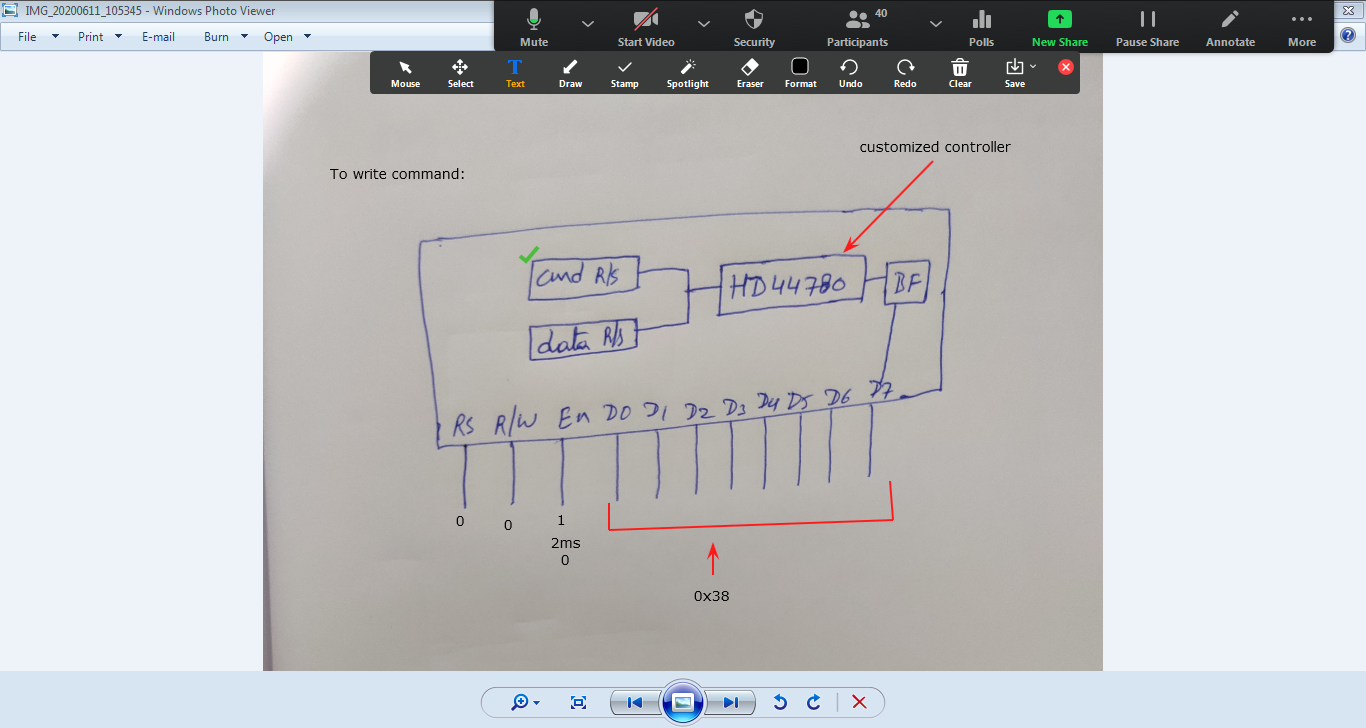 IMG_20200611_105345 - Windows Photo Viewer
File Print E-mail Burn Open
Mute Start Video Security Participants 40 Polls New Share Pause Share Annotate More
Mouse Select Text Draw Stamp Spotlight Eraser Format Undo Redo Clear Save
customized controller
To write command:
cmd R/s
HD44780
BF
data R/s
RS R/W En D0 D1 D2 D3 D4 D5 D6 D7
0 0 1
2ms
0
0x38